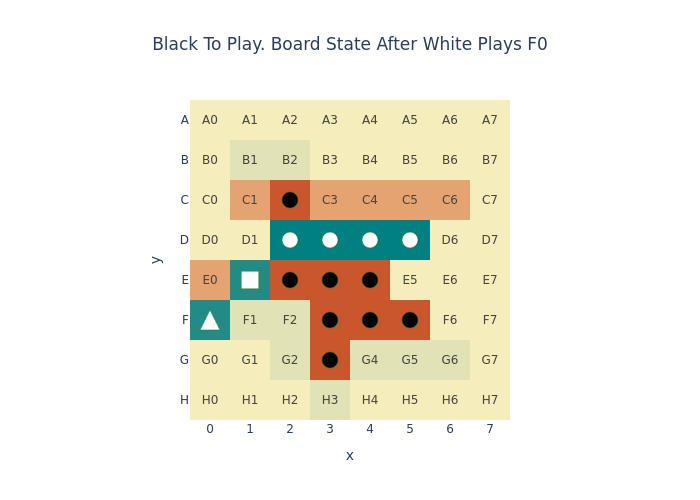 Black To Play. Board State After White Plays F0
A A0 A1 A2 A3 A4 A5 A6 A7
B B0 B1 B2 B3 B4 B5 B6 B7
C C0 C1 C3 C4 C5 C6 C7
D D0 D1 D6 D7
E E0 E5 E6 E7
F F1 F2 F6 F7
G G0 G1 G2 G4 G5 G6 G7
H H0 H1 H2 H3 H4 H5 H6 H7
0 1 2 3 4 5 6 7
x
y